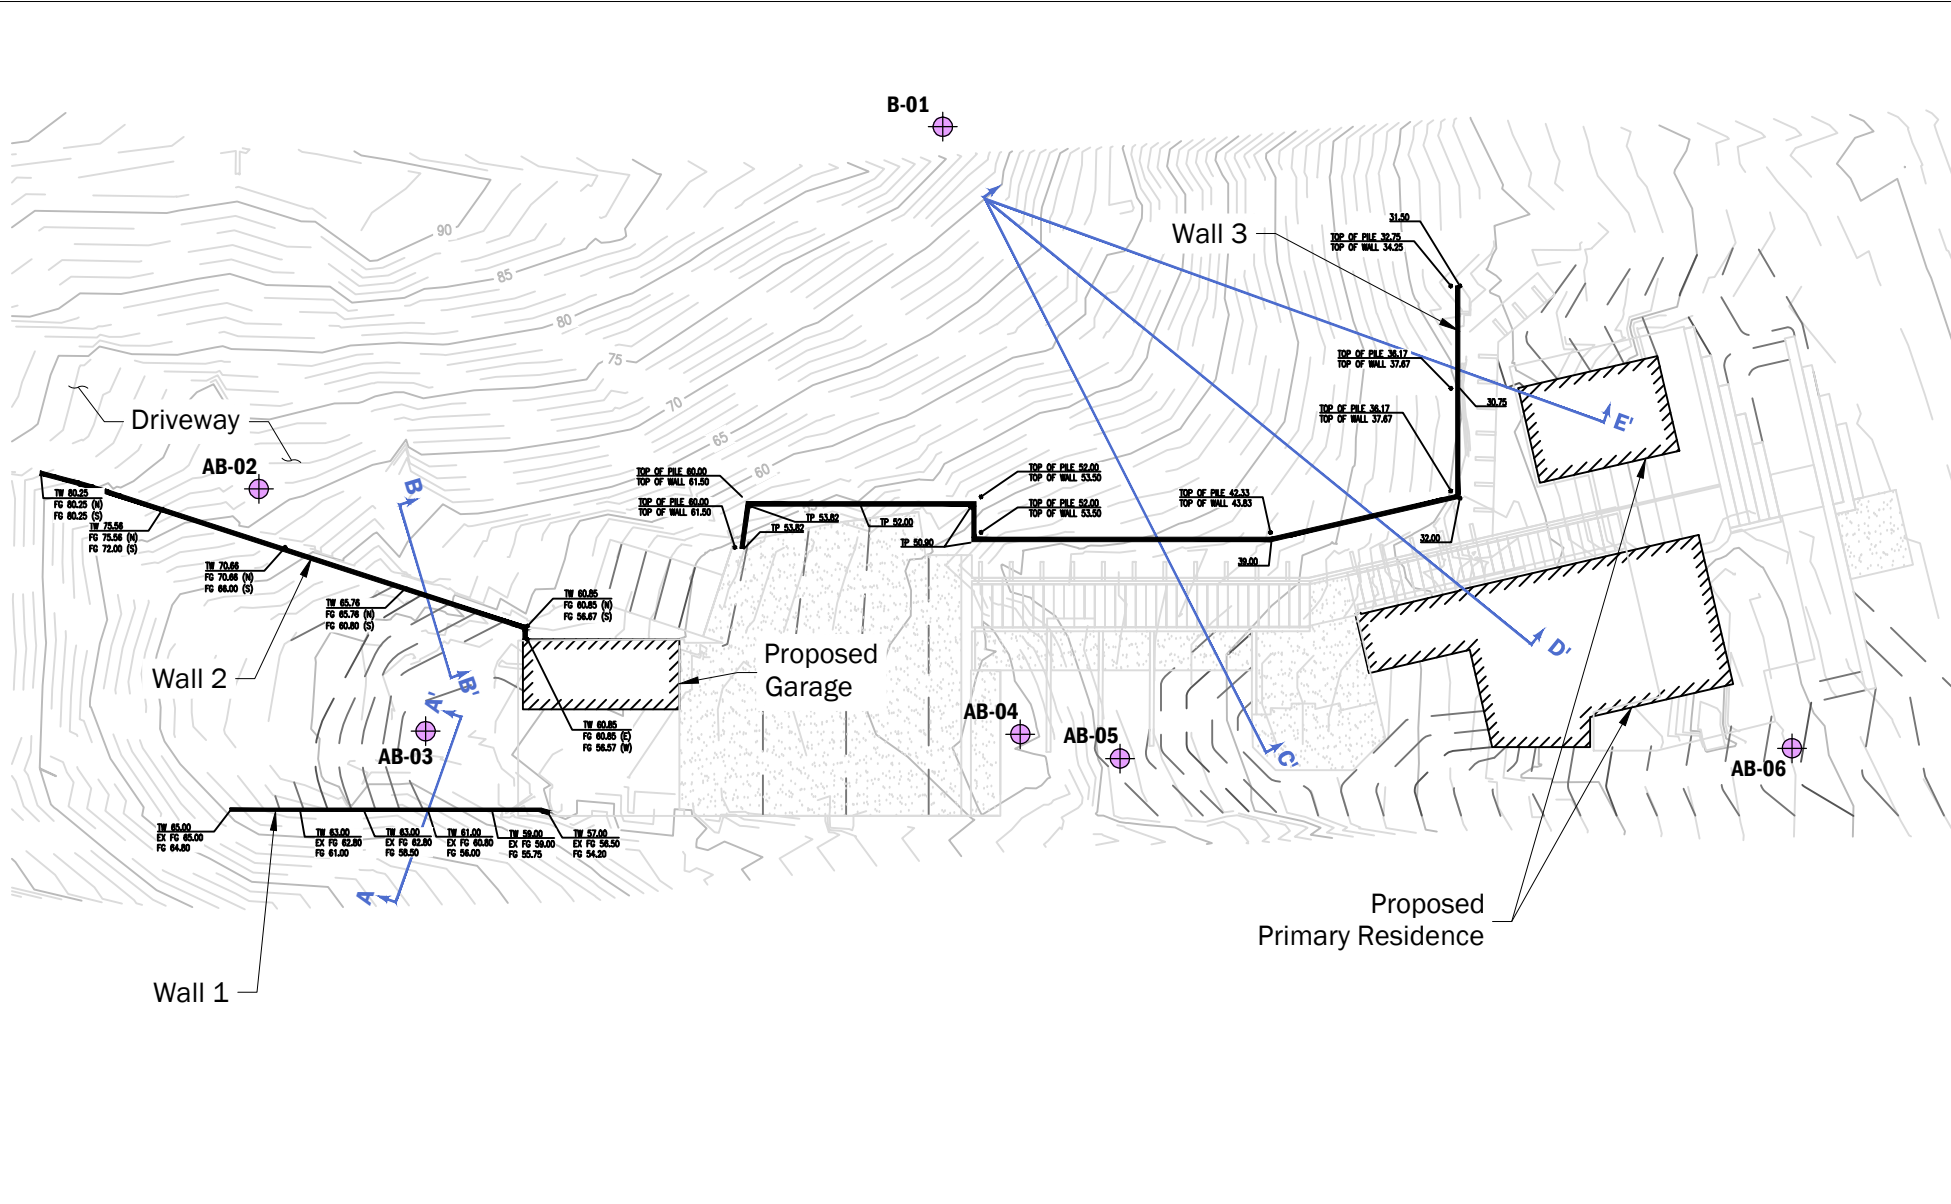 B-01
90
85
80
75
70
65
60
Wall 3
31.50
TOP OF PILE 32.75
TOP OF WALL 34.25
TOP OF PILE 36.17
TOP OF WALL 37.67
30.75
TOP OF PILE 36.17
TOP OF WALL 37.67
E'
Driveway
AB-02
B
TW 80.25
FG 80.25 (N)
FG 80.25 (S)
TW 75.56
FG 75.56 (N)
FG 72.00 (S)
TW 70.66
FG 70.66 (N)
FG 66.00 (S)
TW 65.76
FG 65.76 (N)
FG 60.80 (S)
TW 60.85
FG 60.85 (N)
FG 56.67 (S)
TOP OF PILE 60.00
TOP OF WALL 61.50
TOP OF PILE 60.00
TOP OF WALL 61.50
TP 53.82
TP 53.82
TP 52.00
TP 50.90
TOP OF PILE 52.00
TOP OF WALL 53.50
TOP OF PILE 52.00
TOP OF WALL 53.50
TOP OF PILE 42.33
TOP OF WALL 43.83
39.00
32.00
Wall 2
B'
A'
Proposed
Garage
D'
AB-03
TW 60.85
FG 60.85 (E)
FG 56.57 (W)
AB-04
AB-05
C'
AB-06
TW 65.00
EX FG 65.00
FG 64.80
TW 63.00
EX FG 62.80
FG 61.00
TW 63.00
EX FG 62.80
FG 58.50
TW 61.00
EX FG 60.80
FG 56.00
TW 59.00
EX FG 59.00
FG 55.75
TW 57.00
EX FG 56.50
FG 54.20
A
Proposed
Primary Residence
Wall 1